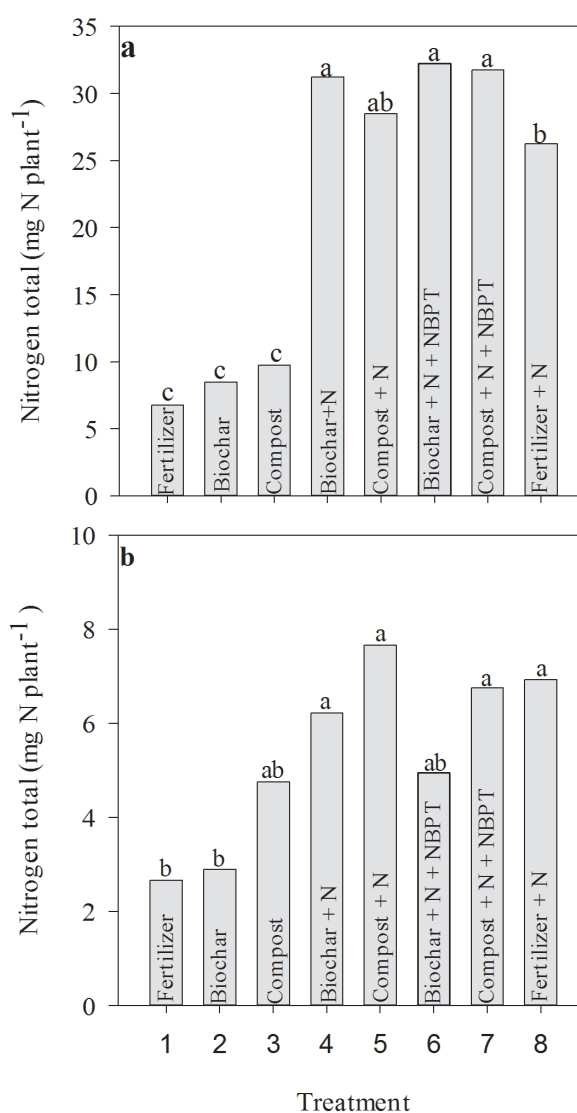 a
35
30
25
20
15
10
5
0
Nitrogen total (mg N plant-1)
c
c
c
a
ab
a
a
b
Fertilizer
Biochar
Compost
Biochar+N
Compost + N
Biochar + N + NBPT
Compost + N + NBPT
Fertilizer + N
b
10
8
6
4
2
0
Nitrogen total (mg N plant-1)
b
b
ab
a
a
ab
a
a
Fertilizer
Biochar
Compost
Biochar + N
Compost + N
Biochar + N + NBPT
Compost + N + NBPT
Fertilizer + N
1 2 3 4 5 6 7 8
Treatment